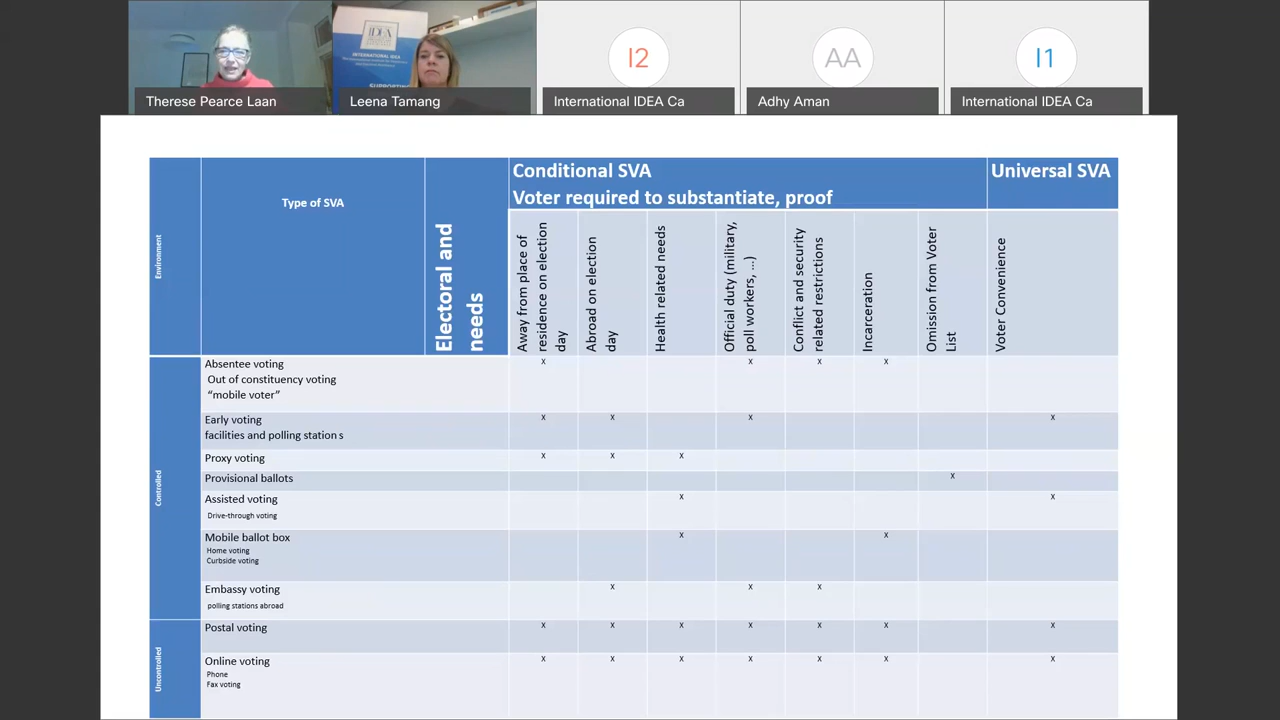 IDEA
INTERNATIONAL IDEA
SUPPORTING
I2
AA
I1
Therese Pearce Laan
Leena Tamang
International IDEA Ca
Adhy Aman
International IDEA Ca
Environment
Type of SVA
Electoral and
needs
Conditional SVA
Voter required to substantiate, proof
Universal SVA
Away from place of
residence on election
day
Abroad on election
day
Health related needs
Official duty (military,
poll workers, ...)
Conflict and security
related restrictions
Incarceration
Omission from Voter
List
Voter Convenience
Controlled
Absentee voting x x x x
Out of constituency voting
“mobile voter”
Early voting x x x x
facilities and polling stations
Proxy voting x x x
Provisional ballots x
Assisted voting x x
Drive-through voting
Mobile ballot box x x
Home voting
Curbside voting
Embassy voting x x x
polling stations abroad
Uncontrolled
Postal voting x x x x x x x
Online voting x x x x x x x
Phone
Fax voting